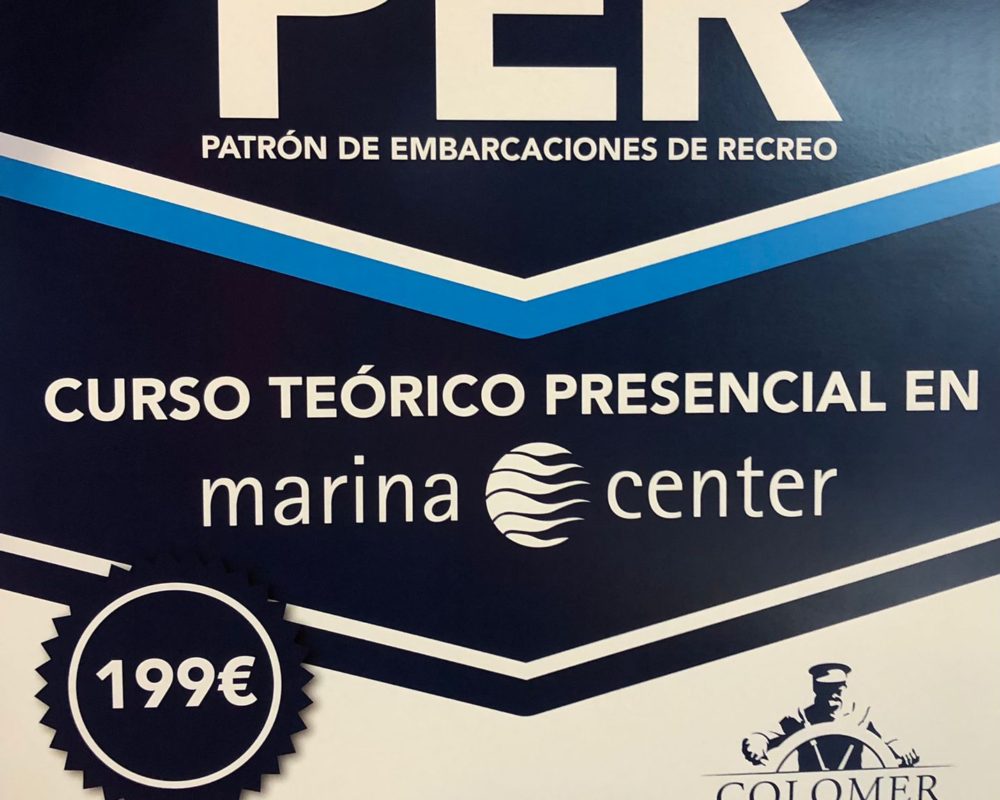 PER
PATRÓN DE EMBARCACIONES DE RECREO
CURSO TEÓRICO PRESENCIAL EN
marina center
199€
COLOMER